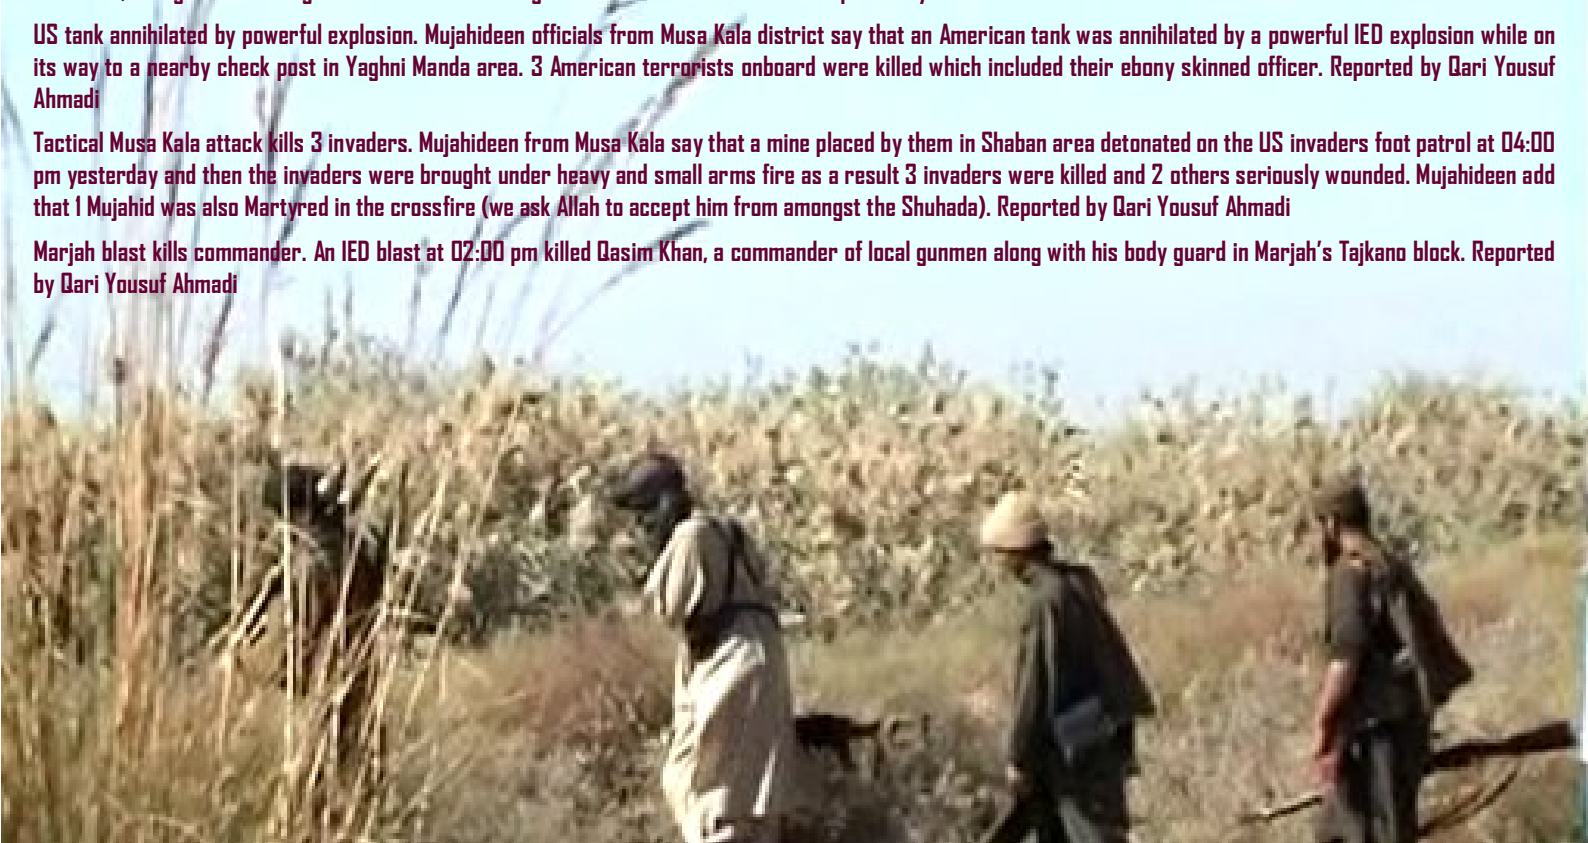 US tank annihilated by powerful explosion. Mujahideen officials from Musa Kala district say that an American tank was annihilated by a powerful IED explosion while on
its way to a nearby check post in Yaghni Manda area. 3 American terrorists onboard were killed which included their ebony skinned officer. Reported by Qari Yousuf
Ahmadi
Tactical Musa Kala attack kills 3 invaders. Mujahideen from Musa Kala say that a mine placed by them in Shaban area detonated on the US invaders foot patrol at 04:00
pm yesterday and then the invaders were brought under heavy and small arms fire as a result 3 invaders were killed and 2 others seriously wounded. Mujahideen add
that 1 Mujahid was also Martyred in the crossfire (we ask Allah to accept him from amongst the Shuhada). Reported by Qari Yousuf Ahmadi
Marjah blast kills commander. An IED blast at 02:00 pm killed Qasim Khan, a commander of local gunmen along with his body guard in Marjah's Tajkano block. Reported
by Qari Yousuf Ahmadi